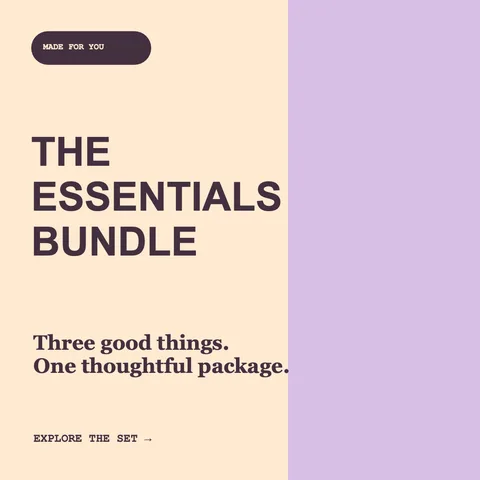 MADE FOR YOU
THE
ESSENTIALS
BUNDLE
Three good things.
One thoughtful package.
EXPLORE THE SET →